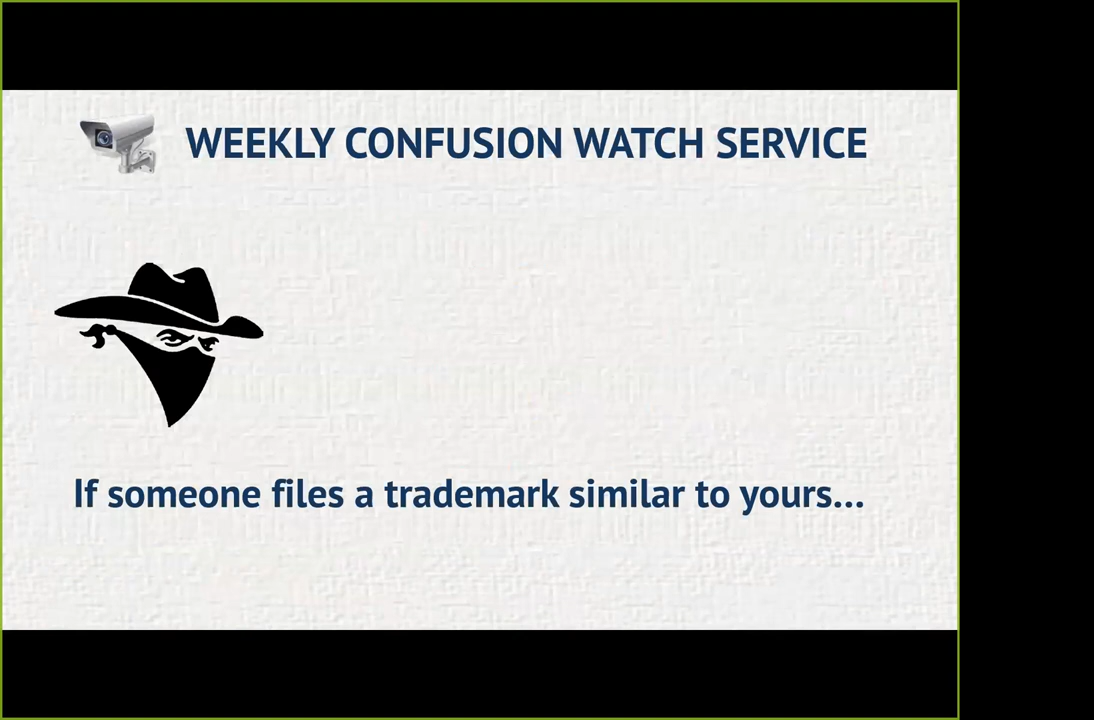 WEEKLY CONFUSION WATCH SERVICE
If someone files a trademark similar to yours...